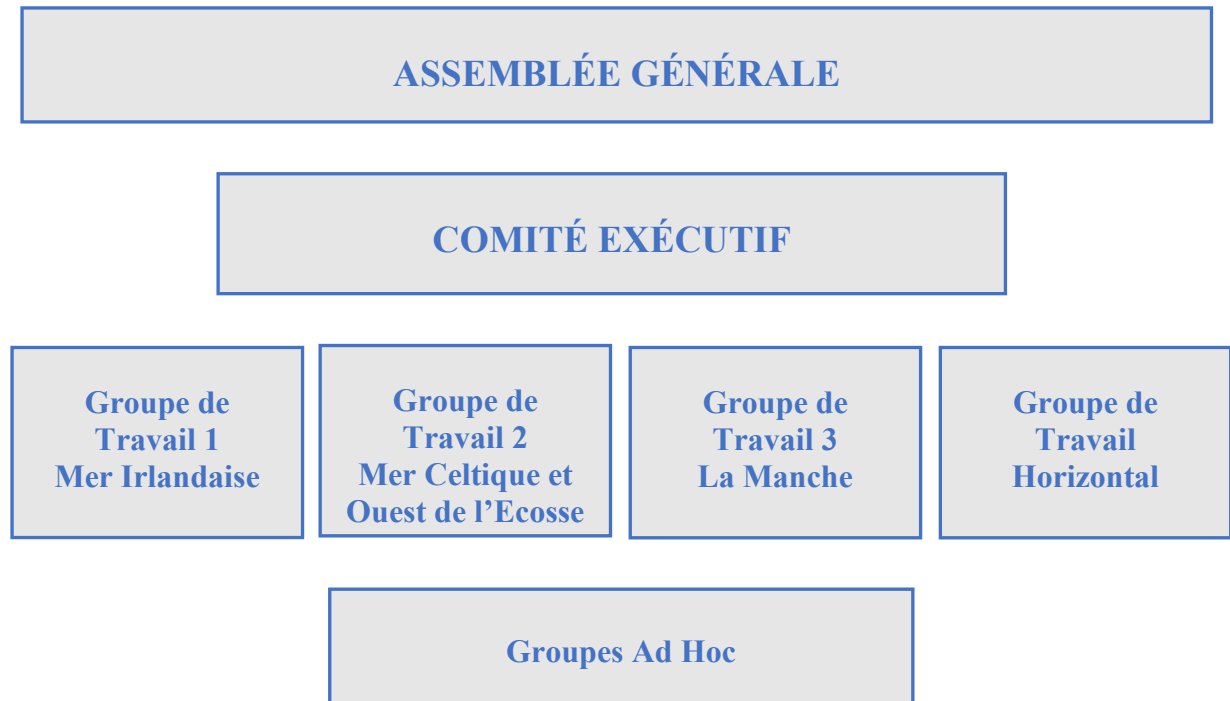 ASSEMBLÉE GÉNÉRALE
COMITÉ EXÉCUTIF
Groupe de
Travail 1
Mer Irlandaise
Groupe de
Travail 2
Mer Celtique et
Ouest de l’Ecosse
Groupe de
Travail 3
La Manche
Groupe de
Travail
Horizontal
Groupes Ad Hoc